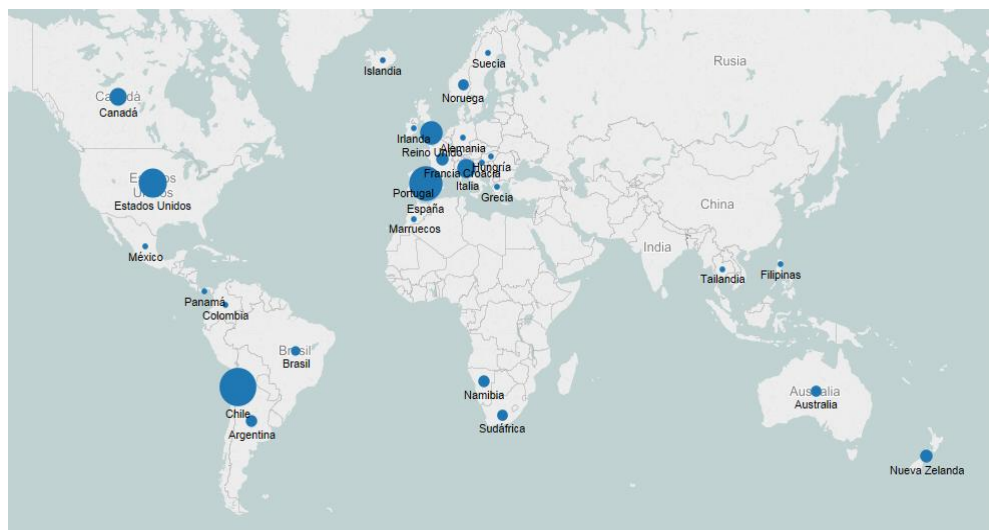 Islandia
Suecia
Rusia
Noruega
Canadá
Canadá
Irlanda
Alemania
Reino Unido
Hungría
Francia
Croacia
Italia
Estados
Unidos
Estados Unidos
Portugal
Grecia
España
China
Marruecos
India
México
Tailandia
Filipinas
Panamá
Colombia
Brasil
Brasil
Australia
Australia
Namibia
Chile
Argentina
Sudáfrica
Nueva Zelanda